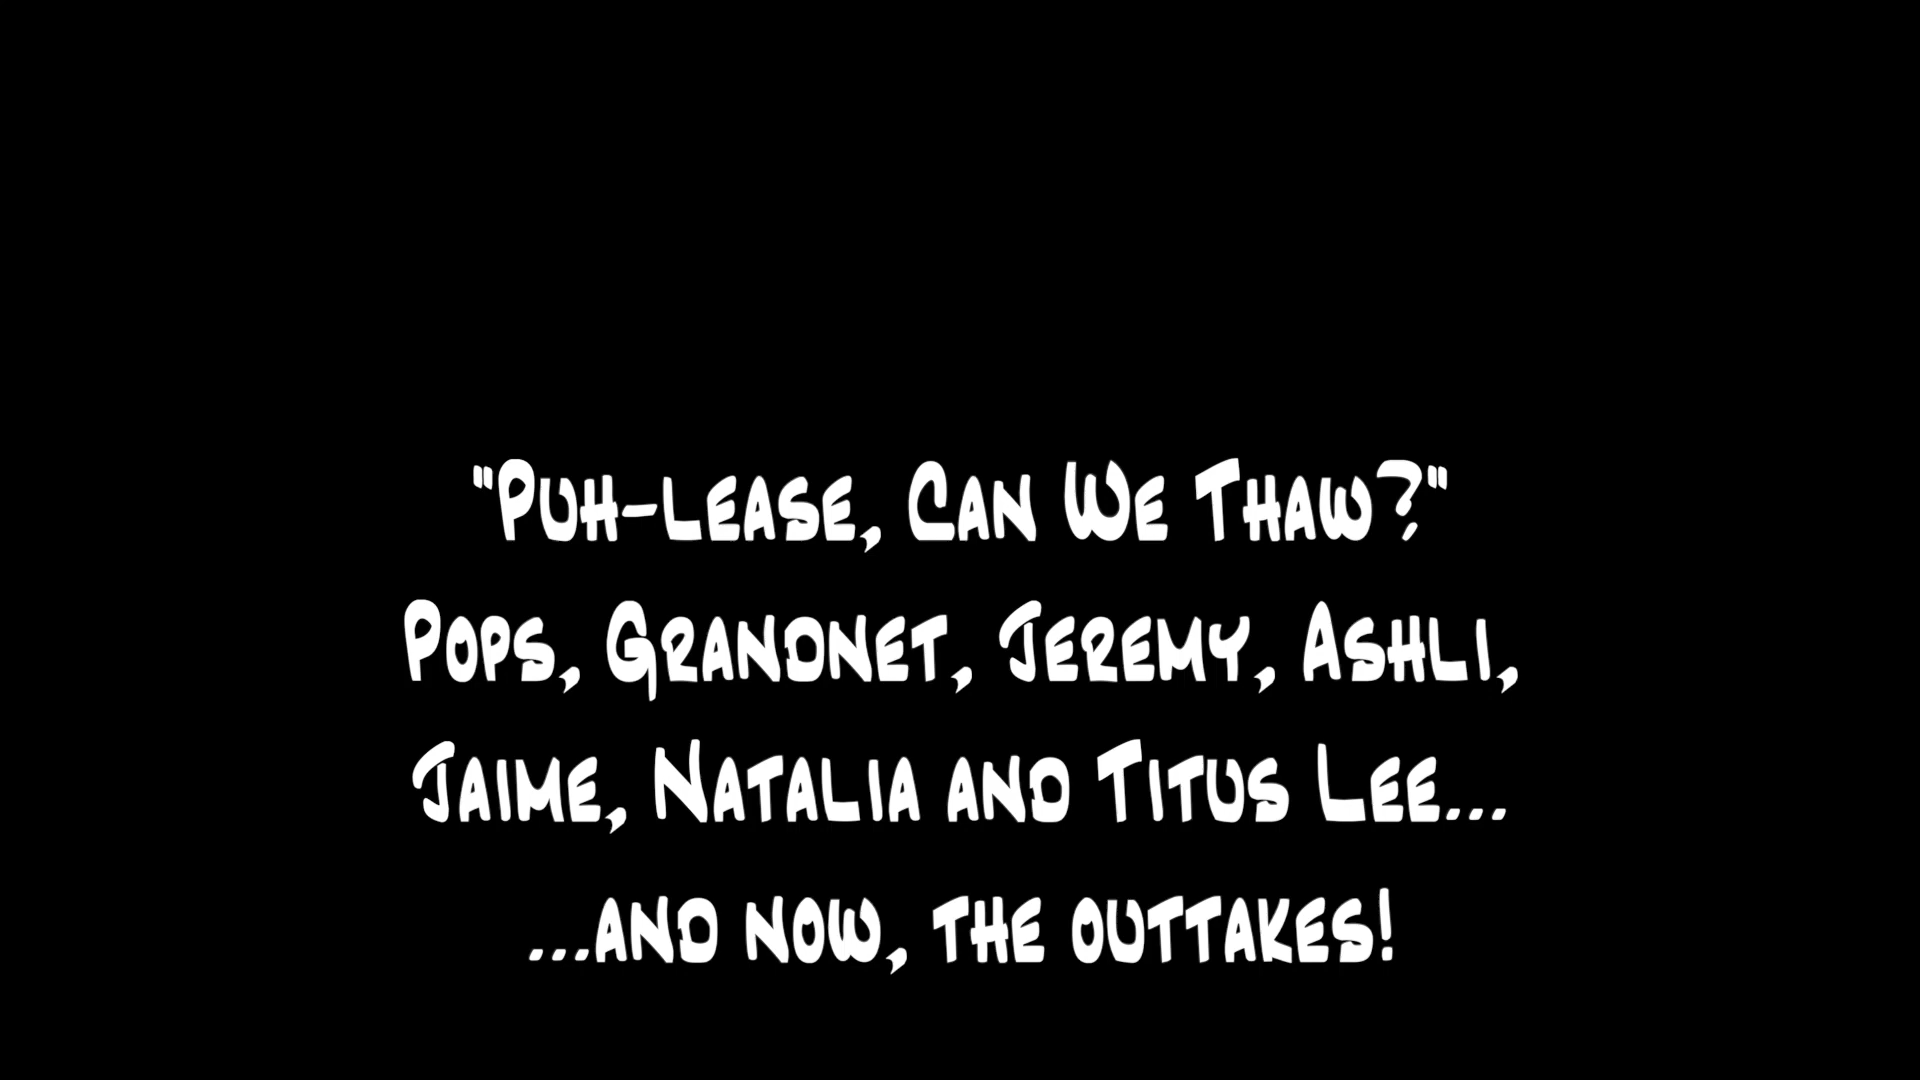 "Puh-lease, Can We Thaw?"
Pops, Grandnet, Jeremy, Ashli,
Jaime, Natalia and Titus Lee...
...and now, the outtakes!